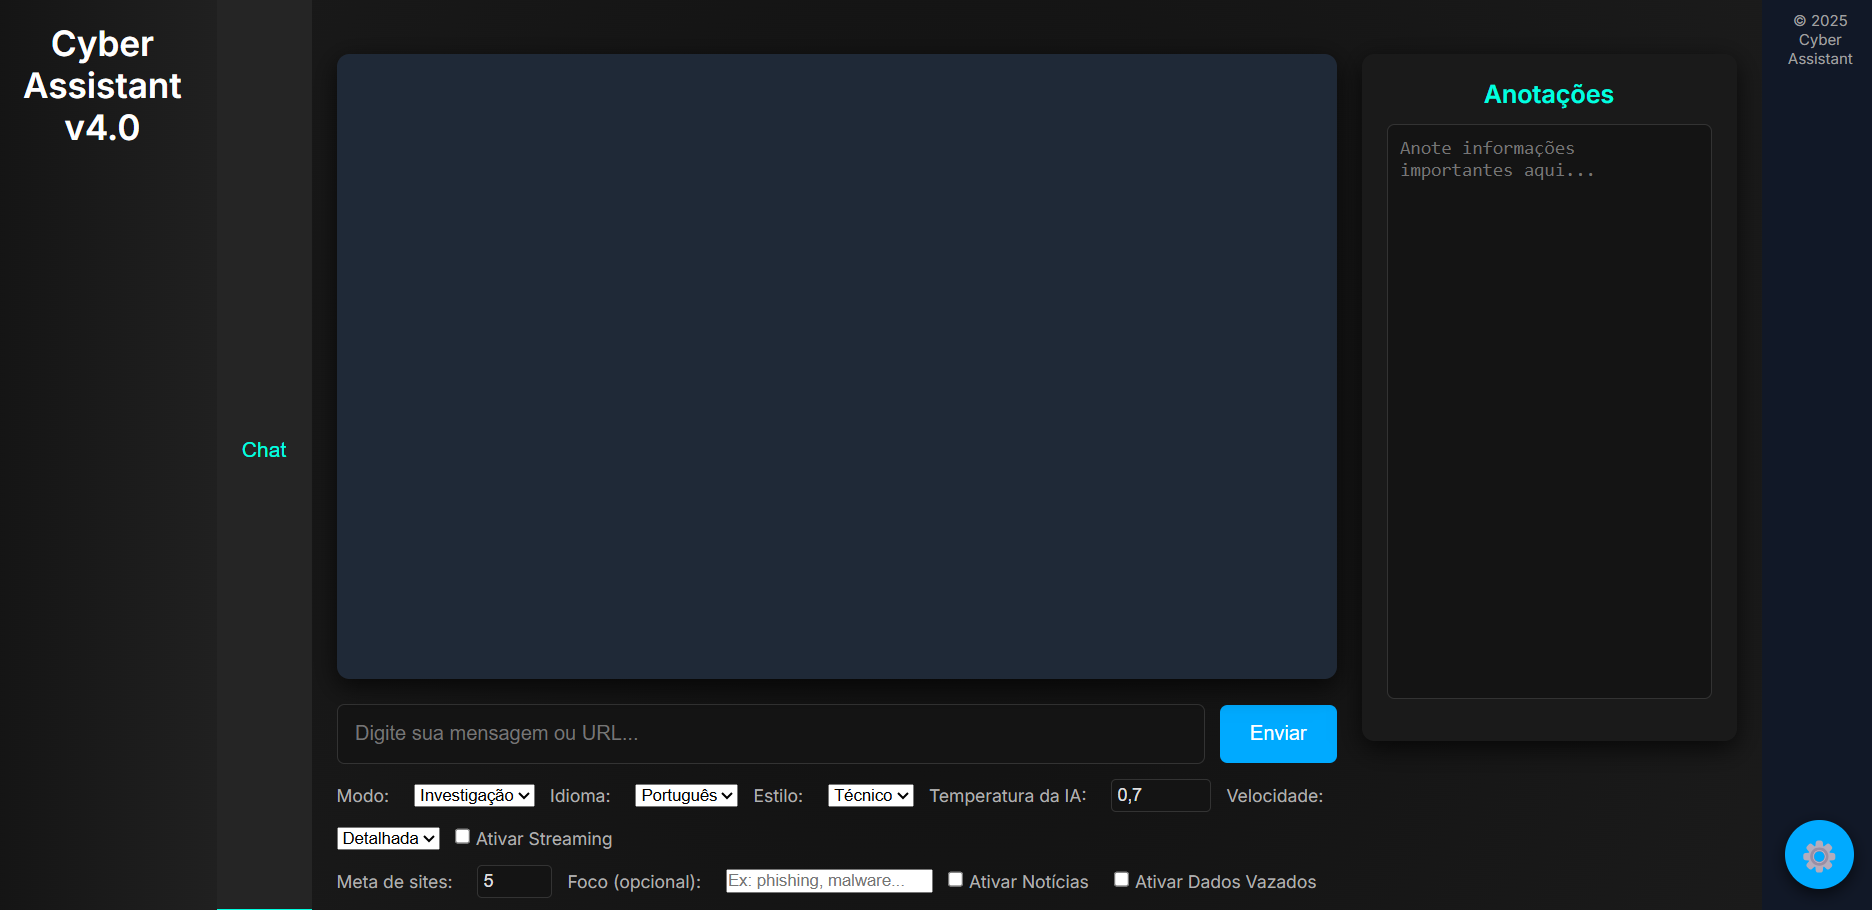 Cyber
Assistant
v4.0
Chat
Digite sua mensagem ou URL...
Enviar
Modo: Investigação Idioma: Português Estilo: Técnico Temperatura da IA: 0,7 Velocidade:
Detalhada Ativar Streaming
Meta de sites: 5 Foco (opcional): Ex: phishing, malware... Ativar Notícias Ativar Dados Vazados
Anotações
Anote informações
importantes aqui...
© 2025
Cyber
Assistant